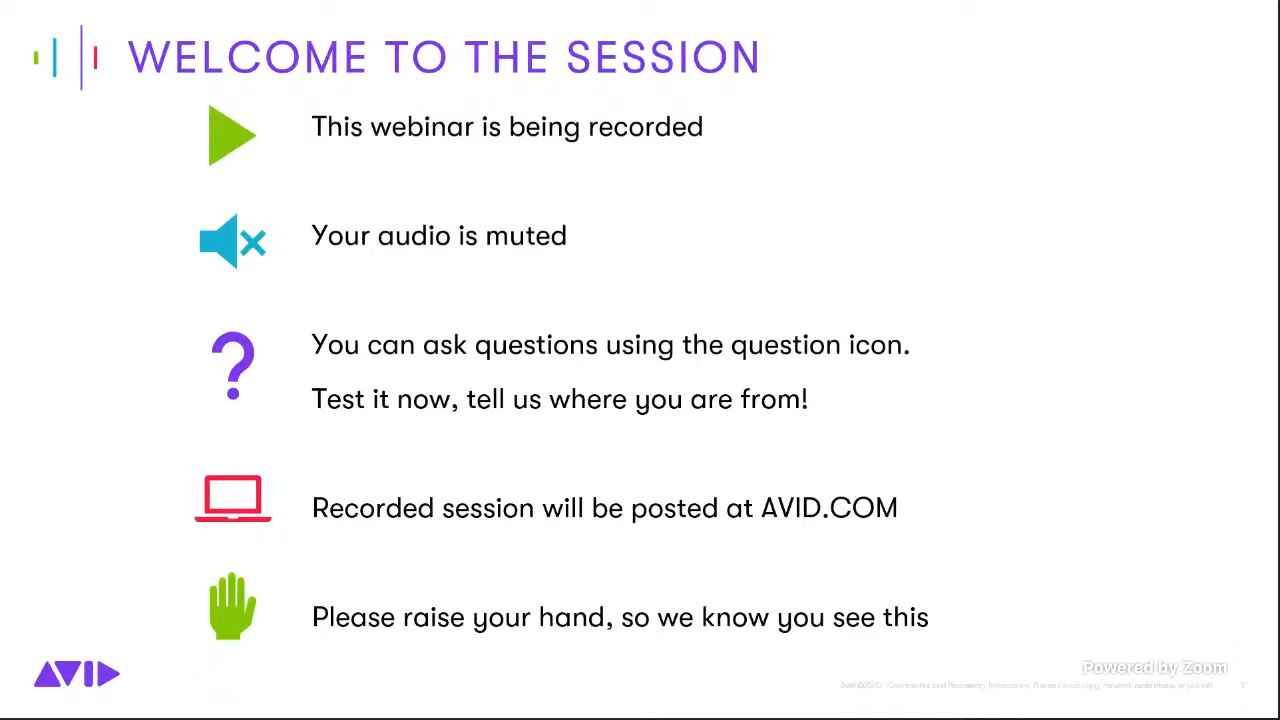 WELCOME TO THE SESSION
This webinar is being recorded
Your audio is muted
You can ask questions using the question icon.
Test it now, tell us where you are from!
Recorded session will be posted at AVID.COM
Please raise your hand, so we know you see this
AVID
Powered by Zoom